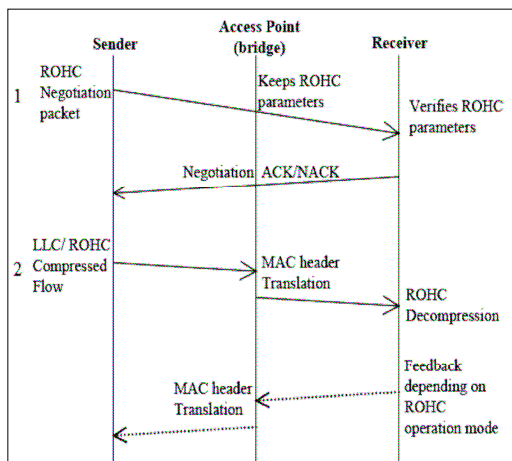 Access Point
(bridge)
Sender
Receiver
1
ROHC
Negotiation
packet
Keeps ROHC
parameters
Verifies ROHC
parameters
Negotiation ACK/NACK
2
LLC/ ROHC
Compressed
Flow
MAC header
Translation
ROHC
Decompression
Feedback
depending on
ROHC
operation mode
MAC header
Translation